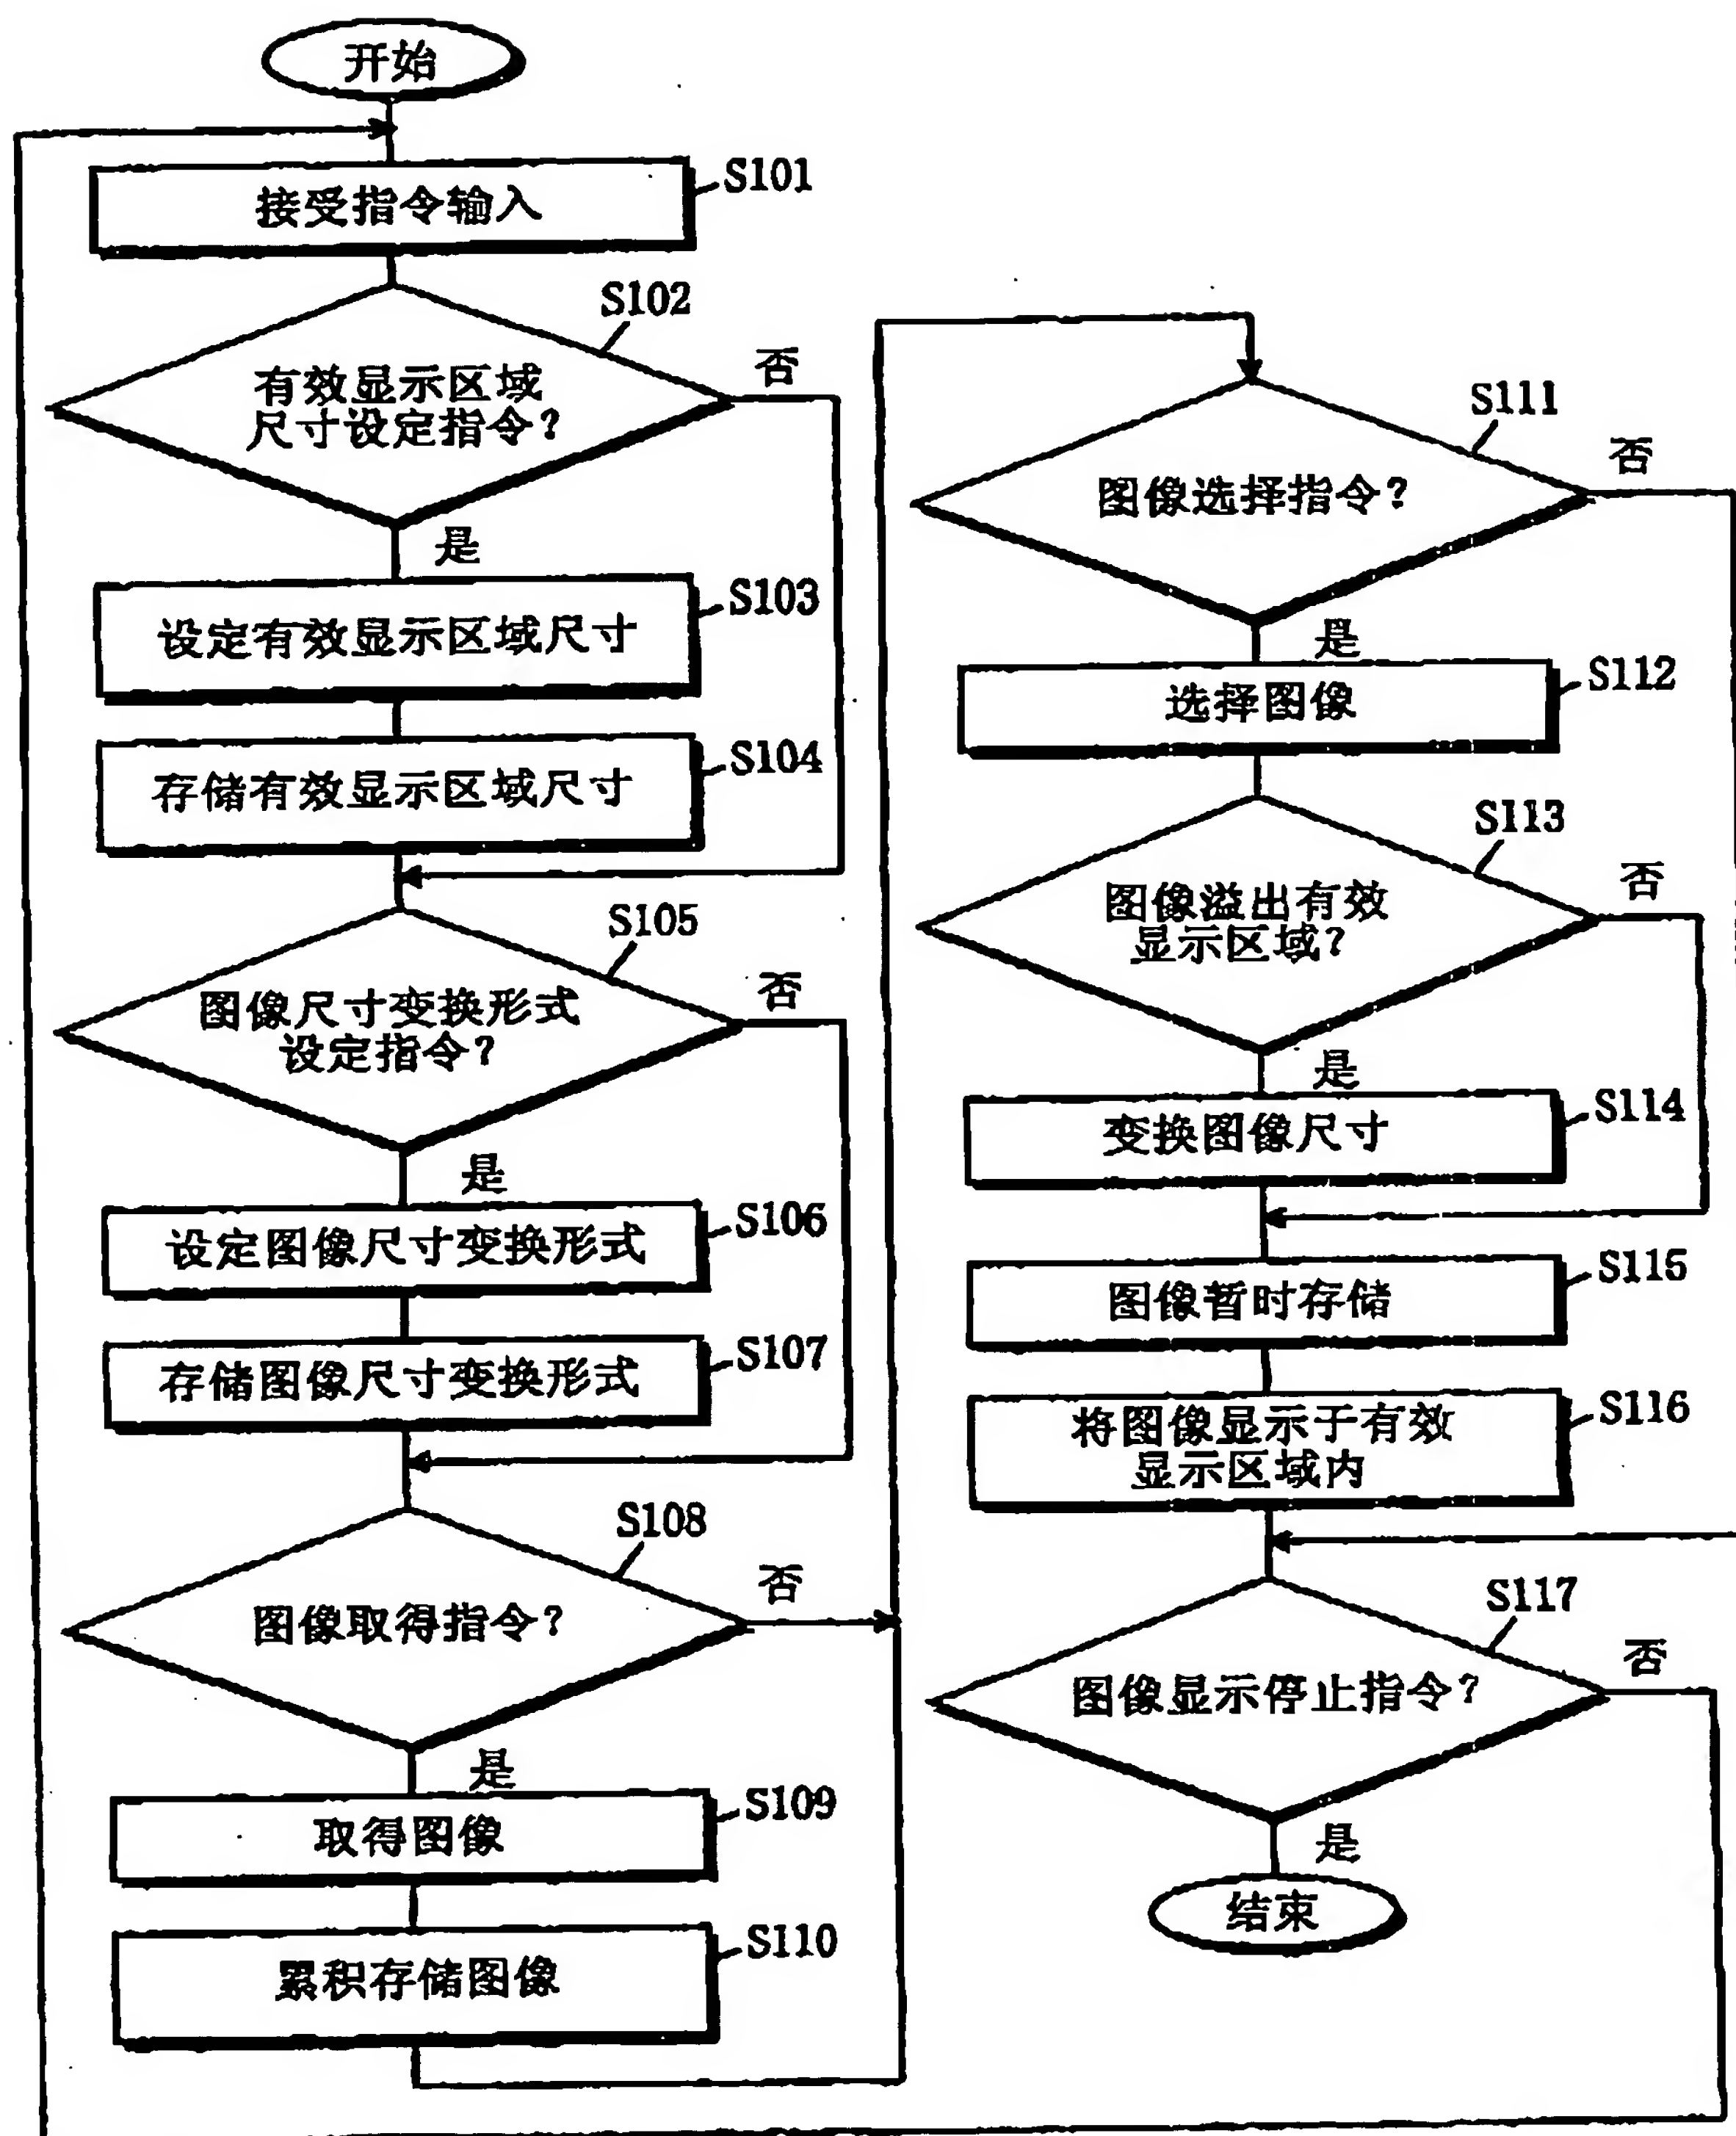 开始
接受指令输入
S101
S102
有效显示区域
尺寸设定指令?
否
是
设定有效显示区域尺寸
S103
存储有效显示区域尺寸
S104
S105
图像尺寸变换形式
设定指令?
否
是
设定图像尺寸变换形式
S106
存储图像尺寸变换形式
S107
S108
图像取得指令?
否
是
取得图像
S109
累积存储图像
S110
S111
图像选择指令?
否
是
选择图像
S112
S113
图像溢出有效
显示区域?
否
是
变换图像尺寸
S114
图像暂时存储
S115
将图像显示于有效
显示区域内
S116
S117
图像显示停止指令?
否
是
结束